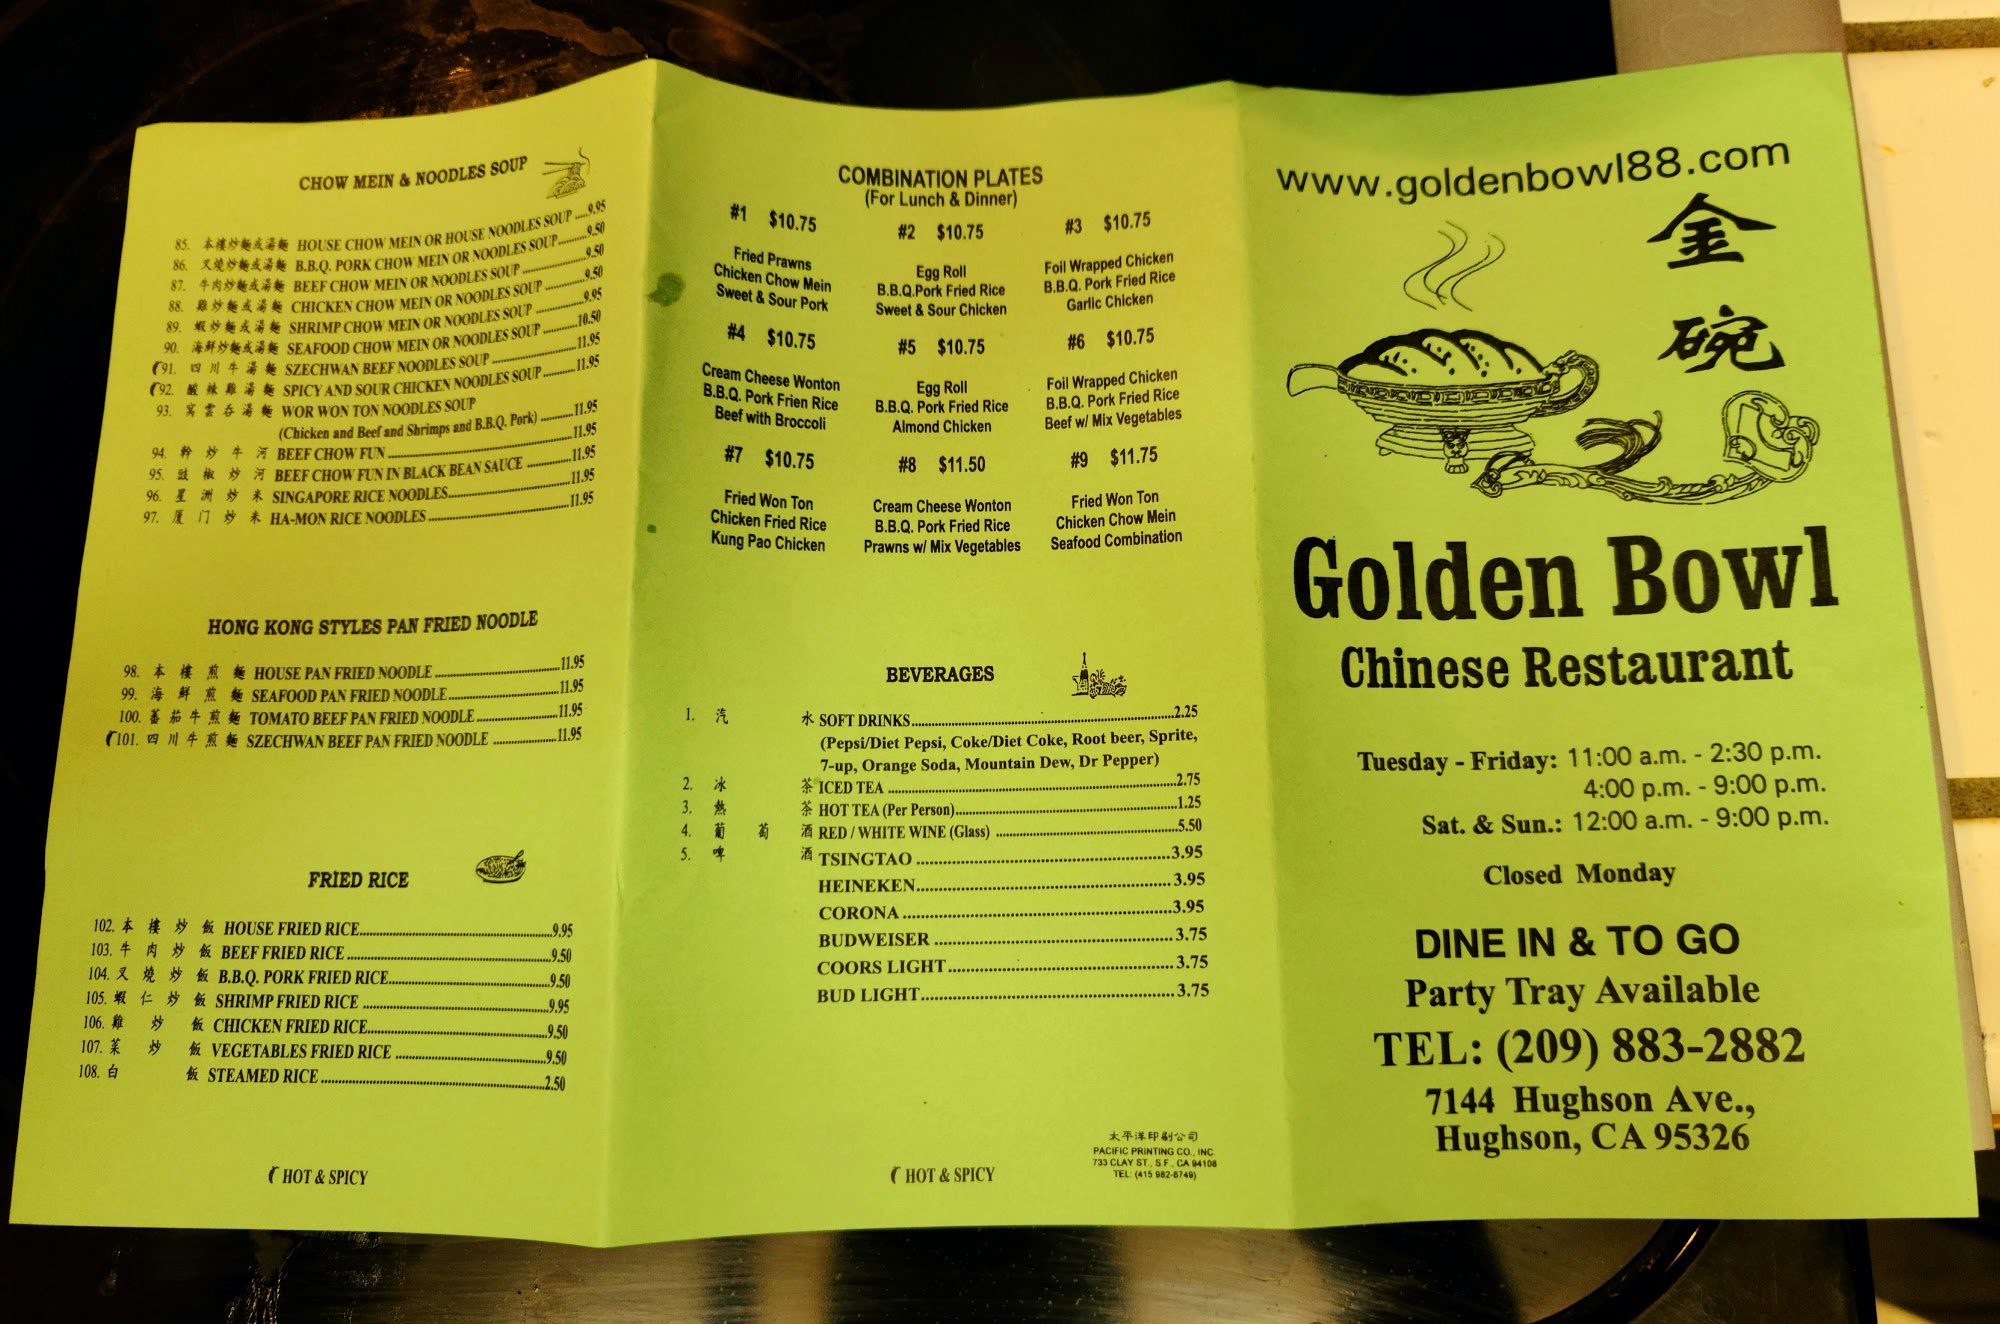 CHOW MEIN & NOODLES SOUP
85. 本樓炒麵或湯麵 HOUSE CHOW MEIN OR HOUSE NOODLES SOUP .....9.95
86. 叉燒炒麵或湯麵 B.B.Q. PORK CHOW MEIN OR NOODLES SOUP..........9.50
87. 牛肉炒麵或湯麵 BEEF CHOW MEIN OR NOODLES SOUP..................9.50
88. 雞炒麵或湯麵 CHICKEN CHOW MEIN OR NOODLES SOUP.............9.50
89. 蝦炒麵或湯麵 SHRIMP CHOW MEIN OR NOODLES SOUP ................9.95
90. 海鮮炒麵或湯麵 SEAFOOD CHOW MEIN OR NOODLES SOUP ............10.50
91. 四川牛湯麵 SZECHWAN BEEF NOODLES SOUP ........................11.95
92. 酸辣雞湯麵 SPICY AND SOUR CHICKEN NOODLES SOUP............11.95
93. 窩雲吞湯麵 WOR WON TON NOODLES SOUP
(Chicken and Beef and Shrimps and B.B.Q. Pork) ............11.95
94. 幹炒牛河 BEEF CHOW FUN..................................................11.95
95. 豉椒炒河 BEEF CHOW FUN IN BLACK BEAN SAUCE ..............11.95
96. 星洲炒米 SINGAPORE RICE NOODLES..................................11.95
97. 厦门炒米 HA-MON RICE NOODLES......................................11.95
HONG KONG STYLES PAN FRIED NOODLE
98. 本樓煎麵 HOUSE PAN FRIED NOODLE..................................11.95
99. 海鮮煎麵 SEAFOOD PAN FRIED NOODLE..............................11.95
100. 蕃茄牛煎麵 TOMATO BEEF PAN FRIED NOODLE......................11.95
101. 四川牛煎麵 SZECHWAN BEEF PAN FRIED NOODLE ..................11.95
FRIED RICE
102. 本樓炒飯 HOUSE FRIED RICE..................................................9.95
103. 牛肉炒飯 BEEF FRIED RICE .....................................................9.50
104. 叉燒炒飯 B.B.Q. PORK FRIED RICE..........................................9.50
105. 蝦仁炒飯 SHRIMP FRIED RICE ................................................9.95
106. 雞炒飯 CHICKEN FRIED RICE..............................................9.50
107. 菜炒飯 VEGETABLES FRIED RICE ........................................9.50
108. 白飯 STEAMED RICE ..........................................................2.50
HOT & SPICY
COMBINATION PLATES
(For Lunch & Dinner)
#1 $10.75
Fried Prawns
Chicken Chow Mein
Sweet & Sour Pork
#2 $10.75
Egg Roll
B.B.Q.Pork Fried Rice
Sweet & Sour Chicken
#3 $10.75
Foil Wrapped Chicken
B.B.Q. Pork Fried Rice
Garlic Chicken
#4 $10.75
Cream Cheese Wonton
B.B.Q. Pork Frien Rice
Beef with Broccoli
#5 $10.75
Egg Roll
B.B.Q. Pork Fried Rice
Almond Chicken
#6 $10.75
Foil Wrapped Chicken
B.B.Q. Pork Fried Rice
Beef w/ Mix Vegetables
#7 $10.75
Fried Won Ton
Chicken Fried Rice
Kung Pao Chicken
#8 $11.50
Cream Cheese Wonton
B.B.Q. Pork Fried Rice
Prawns w/ Mix Vegetables
#9 $11.75
Fried Won Ton
Chicken Chow Mein
Seafood Combination
BEVERAGES
1. 汽水 SOFT DRINKS..........................................................2.25
(Pepsi/Diet Pepsi, Coke/Diet Coke, Root beer, Sprite,
7-up, Orange Soda, Mountain Dew, Dr Pepper)
2. 冰茶 ICED TEA ................................................................2.75
3. 熱茶 HOT TEA (Per Person)..................................................1.25
4. 葡萄酒 RED / WHITE WINE (Glass) ........................................5.50
5. 啤酒 TSINGTAO ..................................................3.95
HEINEKEN..................................................3.95
CORONA ....................................................3.95
BUDWEISER ..............................................3.75
COORS LIGHT............................................3.75
BUD LIGHT.................................................3.75
HOT & SPICY
太平洋印刷公司
PACIFIC PRINTING CO., INC
733 CLAY ST., S.F., CA 94108
TEL: (415 982-6749)
www.goldenbowl88.com
金
碗
Golden Bowl
Chinese Restaurant
Tuesday - Friday: 11:00 a.m. - 2:30 p.m.
4:00 p.m. - 9:00 p.m.
Sat. & Sun.: 12:00 a.m. - 9:00 p.m.
Closed Monday
DINE IN & TO GO
Party Tray Available
TEL: (209) 883-2882
7144 Hughson Ave.,
Hughson, CA 95326